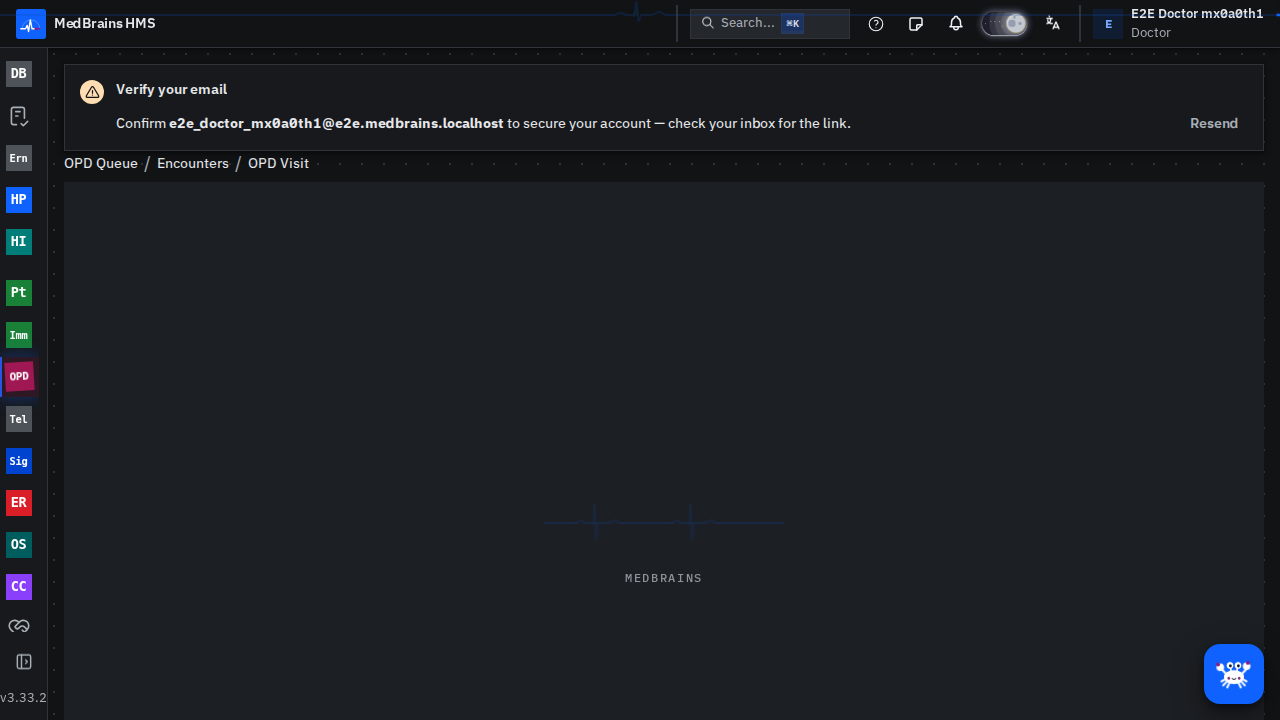 MedBrains HMS
Search... ⌘K
E
E2E Doctor mx0a0th1
Doctor
DB
Verify your email
Confirm e2e_doctor_mx0a0th1@e2e.medbrains.localhost to secure your account — check your inbox for the link.
Resend
Ern
OPD Queue / Encounters / OPD Visit
HP
HI
Pt
Imm
OPD
Tel
Sig
ER
OS
CC
MEDBRAINS
v3.33.2